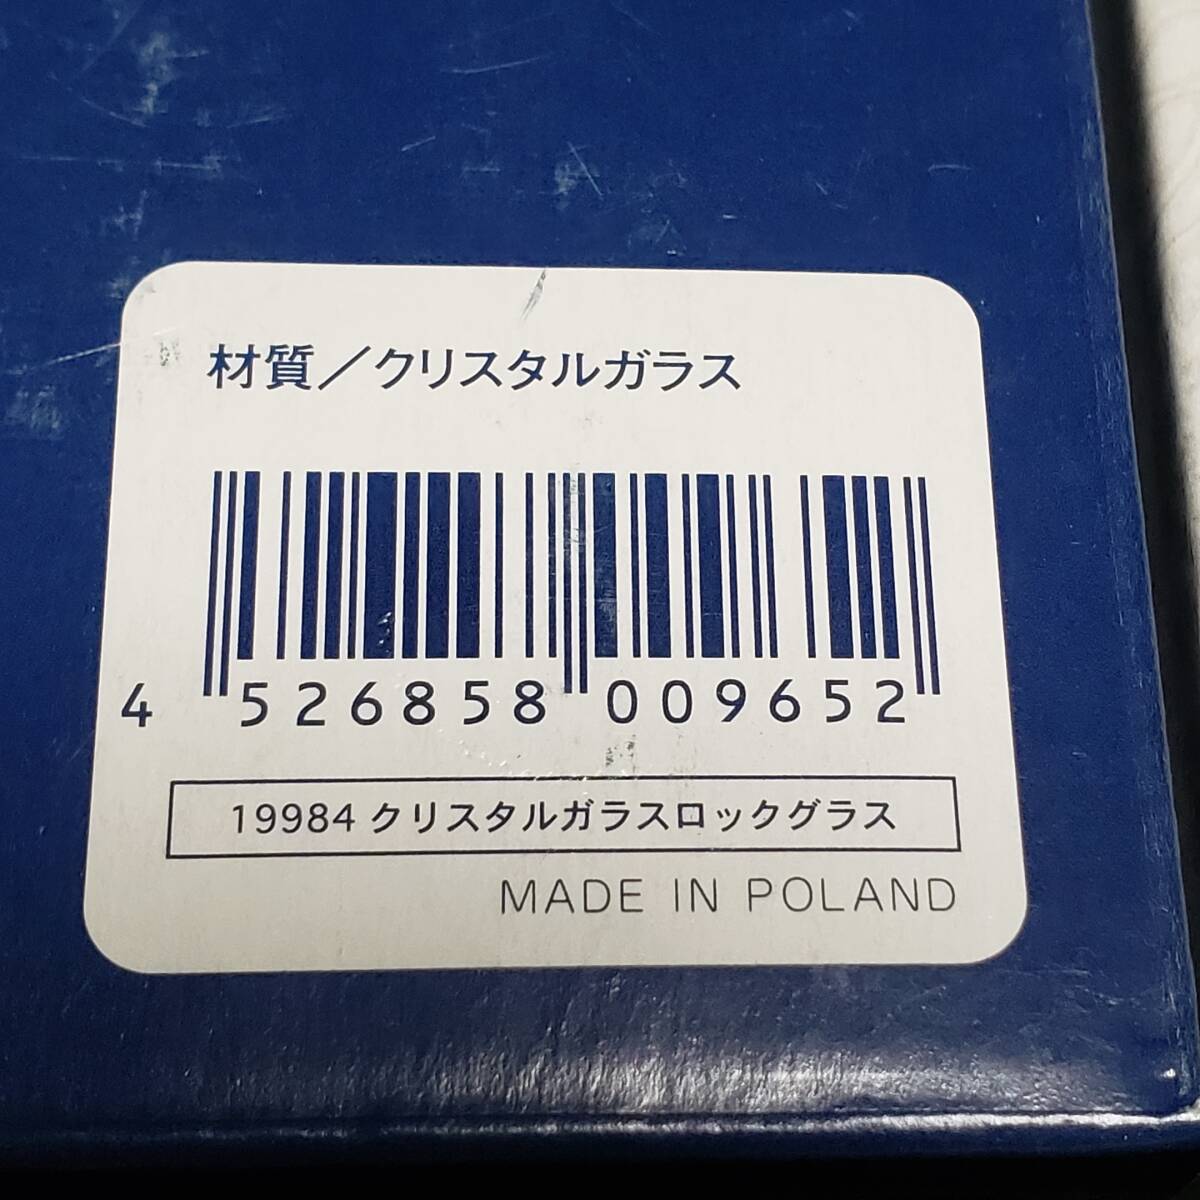 材質／クリスタルガラス
4 526858 009652
19984 クリスタルガラスロックグラス
MADE IN POLAND